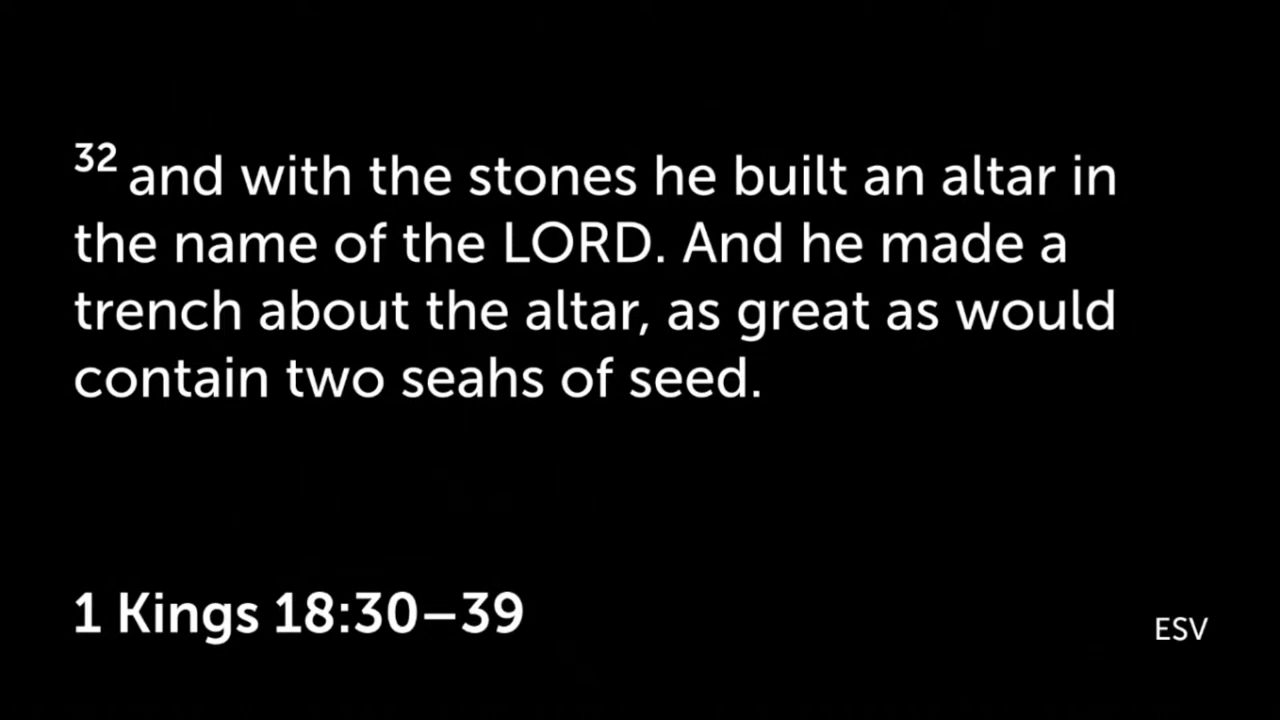 32 and with the stones he built an altar in
the name of the LORD. And he made a
trench about the altar, as great as would
contain two seahs of seed.
1 Kings 18:30–39
ESV